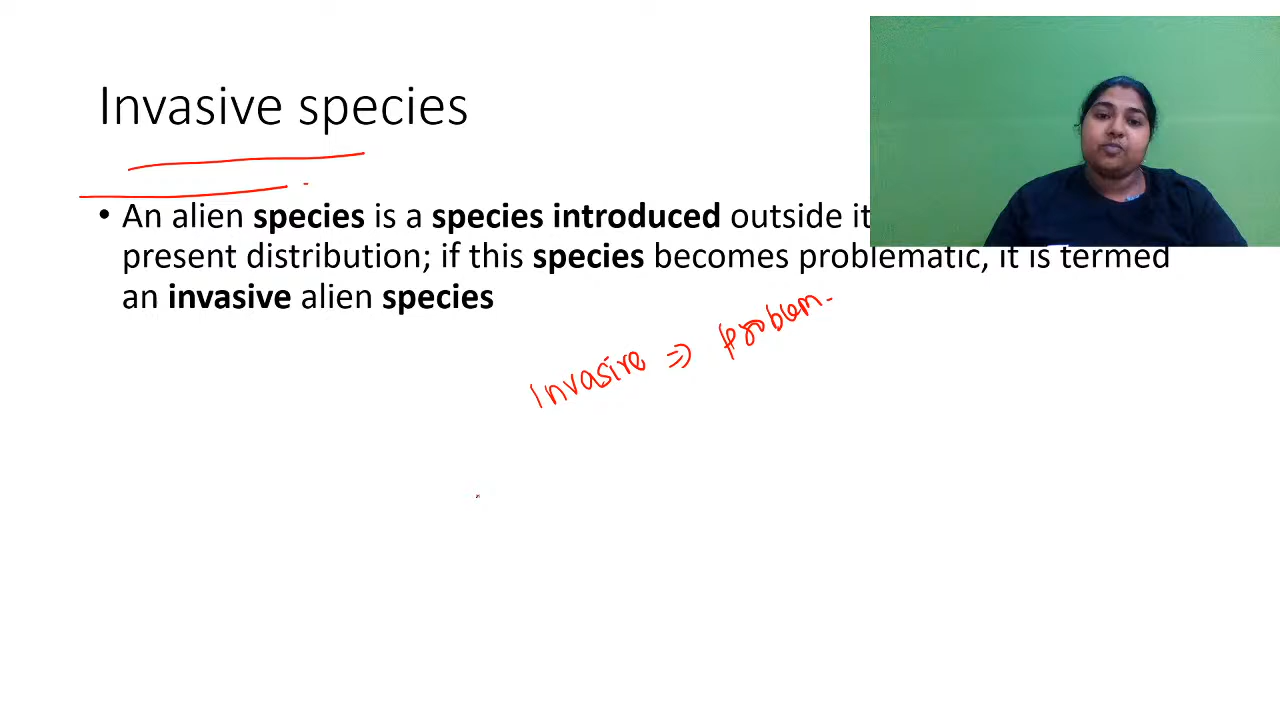 Invasive species
• An alien species is a species introduced outside it
present distribution; if this species becomes problematic, it is termed
an invasive alien species
Invasive => problem.